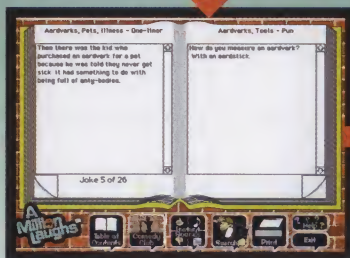 Aardvarks, Pets, Illness - One-liner
Then there was the kid who
purchased an aardvark for a pet
because he was told they never get
sick. It had something to do with
being full of anty-bodies.
Joke 5 of 26
Aardvarks, Tools - Pun
How do you measure an aardvark?
With an aardstick.
A
Million
Laughs
Table of
Contents
Comedy
Club
Search
Print
Help
Exit